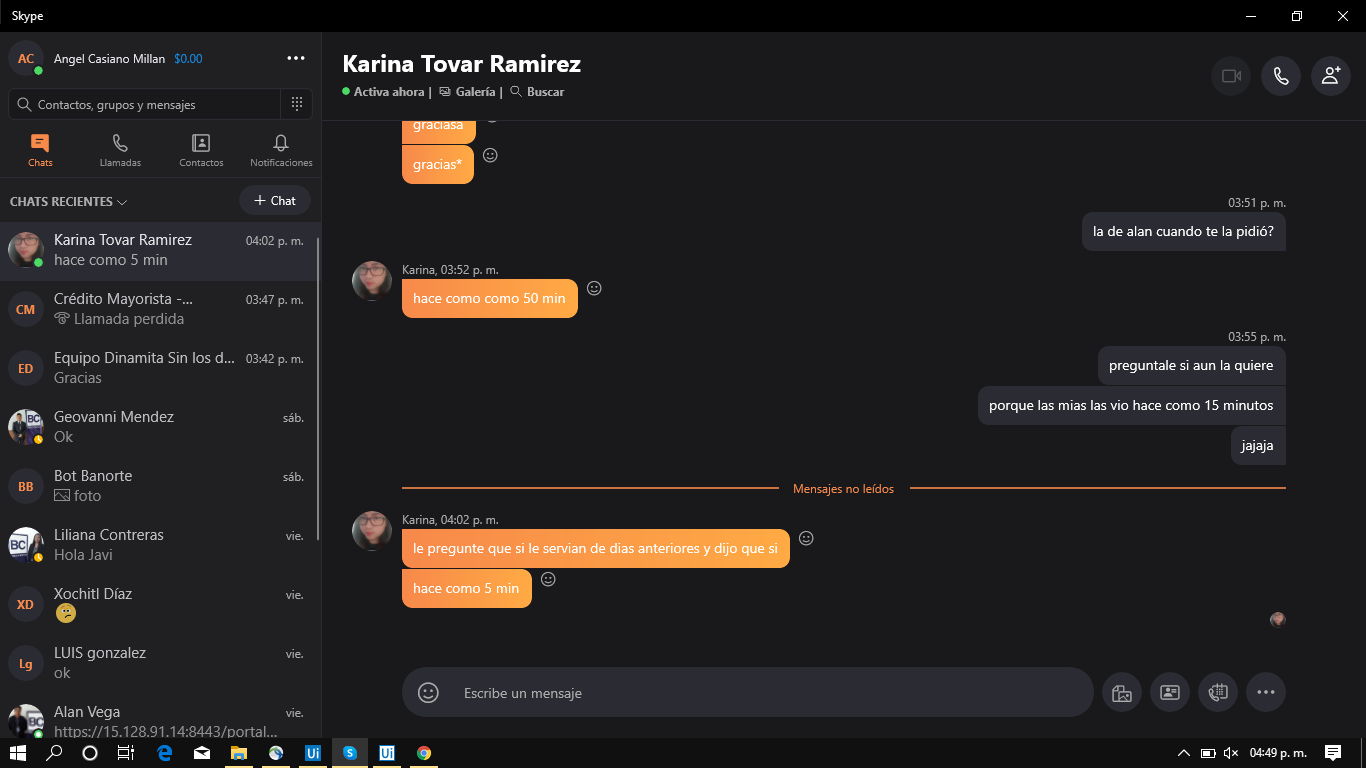 Skype
AC
Angel Casiano Millan $0.00
Contactos, grupos y mensajes
Chats
Llamadas
Contactos
Notificaciones
CHATS RECIENTES
+ Chat
Karina Tovar Ramirez 04:02 p. m.
hace como 5 min
CM
Crédito Mayorista -... 03:47 p. m.
Llamada perdida
ED
Equipo Dinamita Sin los d... 03:42 p. m.
Gracias
Geovanni Mendez sáb.
Ok
BB
Bot Banorte sáb.
foto
BC
Liliana Contreras vie.
Hola Javi
XD
Xochitl Díaz vie.
Lg
LUIS gonzalez vie.
ok
Alan Vega vie.
https://15.128.91.14:8443/portal...
Karina Tovar Ramirez
Activa ahora | Galería | Buscar
graciasa
gracias*
03:51 p. m.
la de alan cuando te la pidió?
Karina, 03:52 p. m.
hace como como 50 min
03:55 p. m.
preguntale si aun la quiere
porque las mias las vio hace como 15 minutos
jajaja
Mensajes no leídos
Karina, 04:02 p. m.
le pregunte que si le servian de dias anteriores y dijo que si
hace como 5 min
Escribe un mensaje
Ui
S
Ui
04:49 p. m.